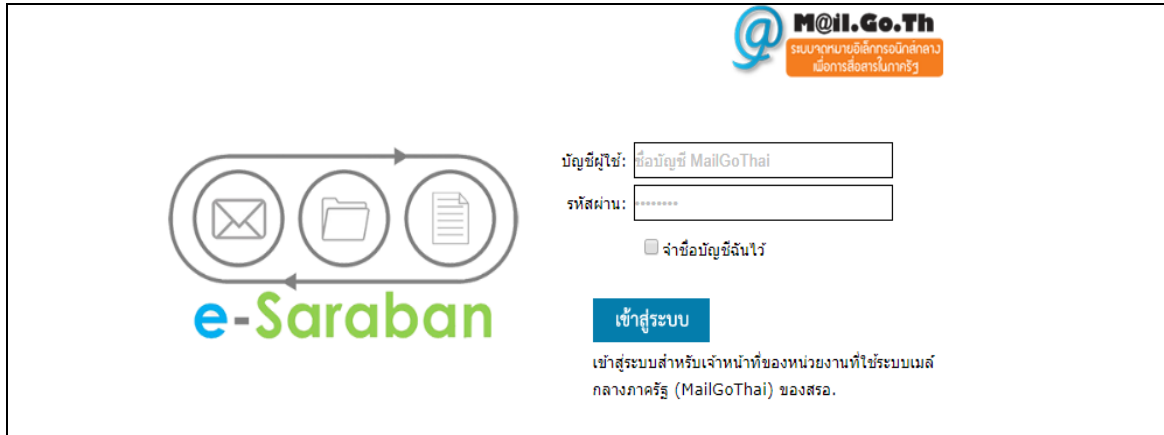 M@il.Go.Th
ระบบจดหมายอิเล็กทรอนิกส์กลาง
เพื่อการสื่อสารในภาครัฐ
บัญชีผู้ใช้: ชื่อบัญชี MailGoThai
รหัสผ่าน: ........
จำชื่อบัญชีฉันไว้
e-Saraban
เข้าสู่ระบบ
เข้าสู่ระบบสำหรับเจ้าหน้าที่ของหน่วยงานที่ใช้ระบบเมล์
กลางภาครัฐ (MailGoThai) ของสรอ.